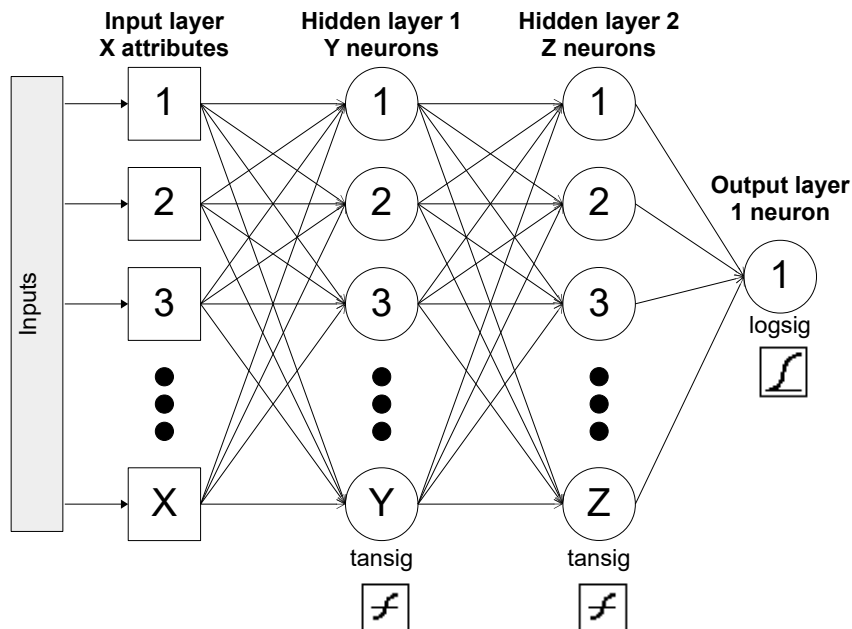 Input layer
X attributes
Hidden layer 1
Y neurons
Hidden layer 2
Z neurons
Output layer
1 neuron
Inputs
1
2
3
X
1
2
3
Y
tansig
1
2
3
Z
tansig
1
logsig